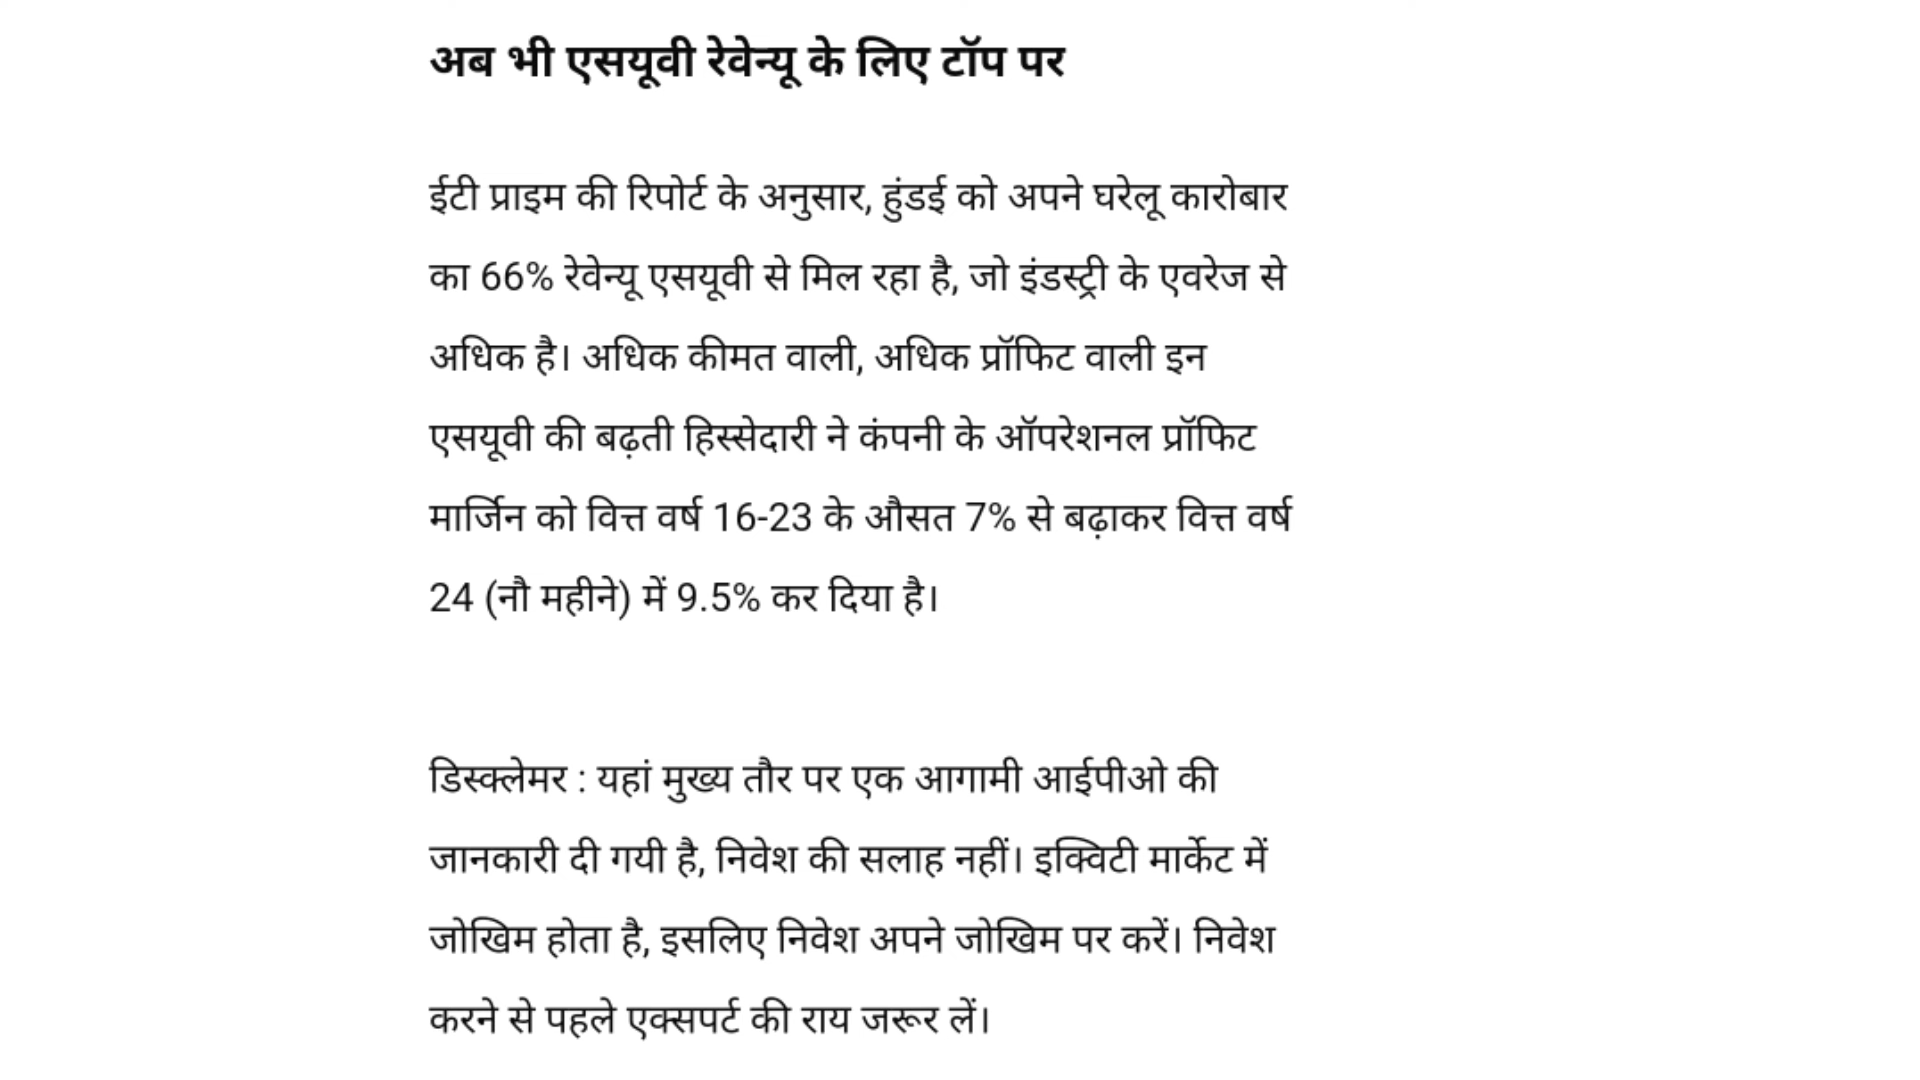 अब भी एसयूवी रेवेन्यू के लिए टॉप पर
ईटी प्राइम की रिपोर्ट के अनुसार, हुंडई को अपने घरेलू कारोबार
का 66% रेवेन्यू एसयूवी से मिल रहा है, जो इंडस्ट्री के एवरेज से
अधिक है। अधिक कीमत वाली, अधिक प्रॉफिट वाली इन
एसयूवी की बढ़ती हिस्सेदारी ने कंपनी के ऑपरेशनल प्रॉफिट
मार्जिन को वित्त वर्ष 16-23 के औसत 7% से बढ़ाकर वित्त वर्ष
24 (नौ महीने) में 9.5% कर दिया है।
डिस्क्लेमर : यहां मुख्य तौर पर एक आगामी आईपीओ की
जानकारी दी गयी है, निवेश की सलाह नहीं। इक्विटी मार्केट में
जोखिम होता है, इसलिए निवेश अपने जोखिम पर करें। निवेश
करने से पहले एक्सपर्ट की राय जरूर लें।